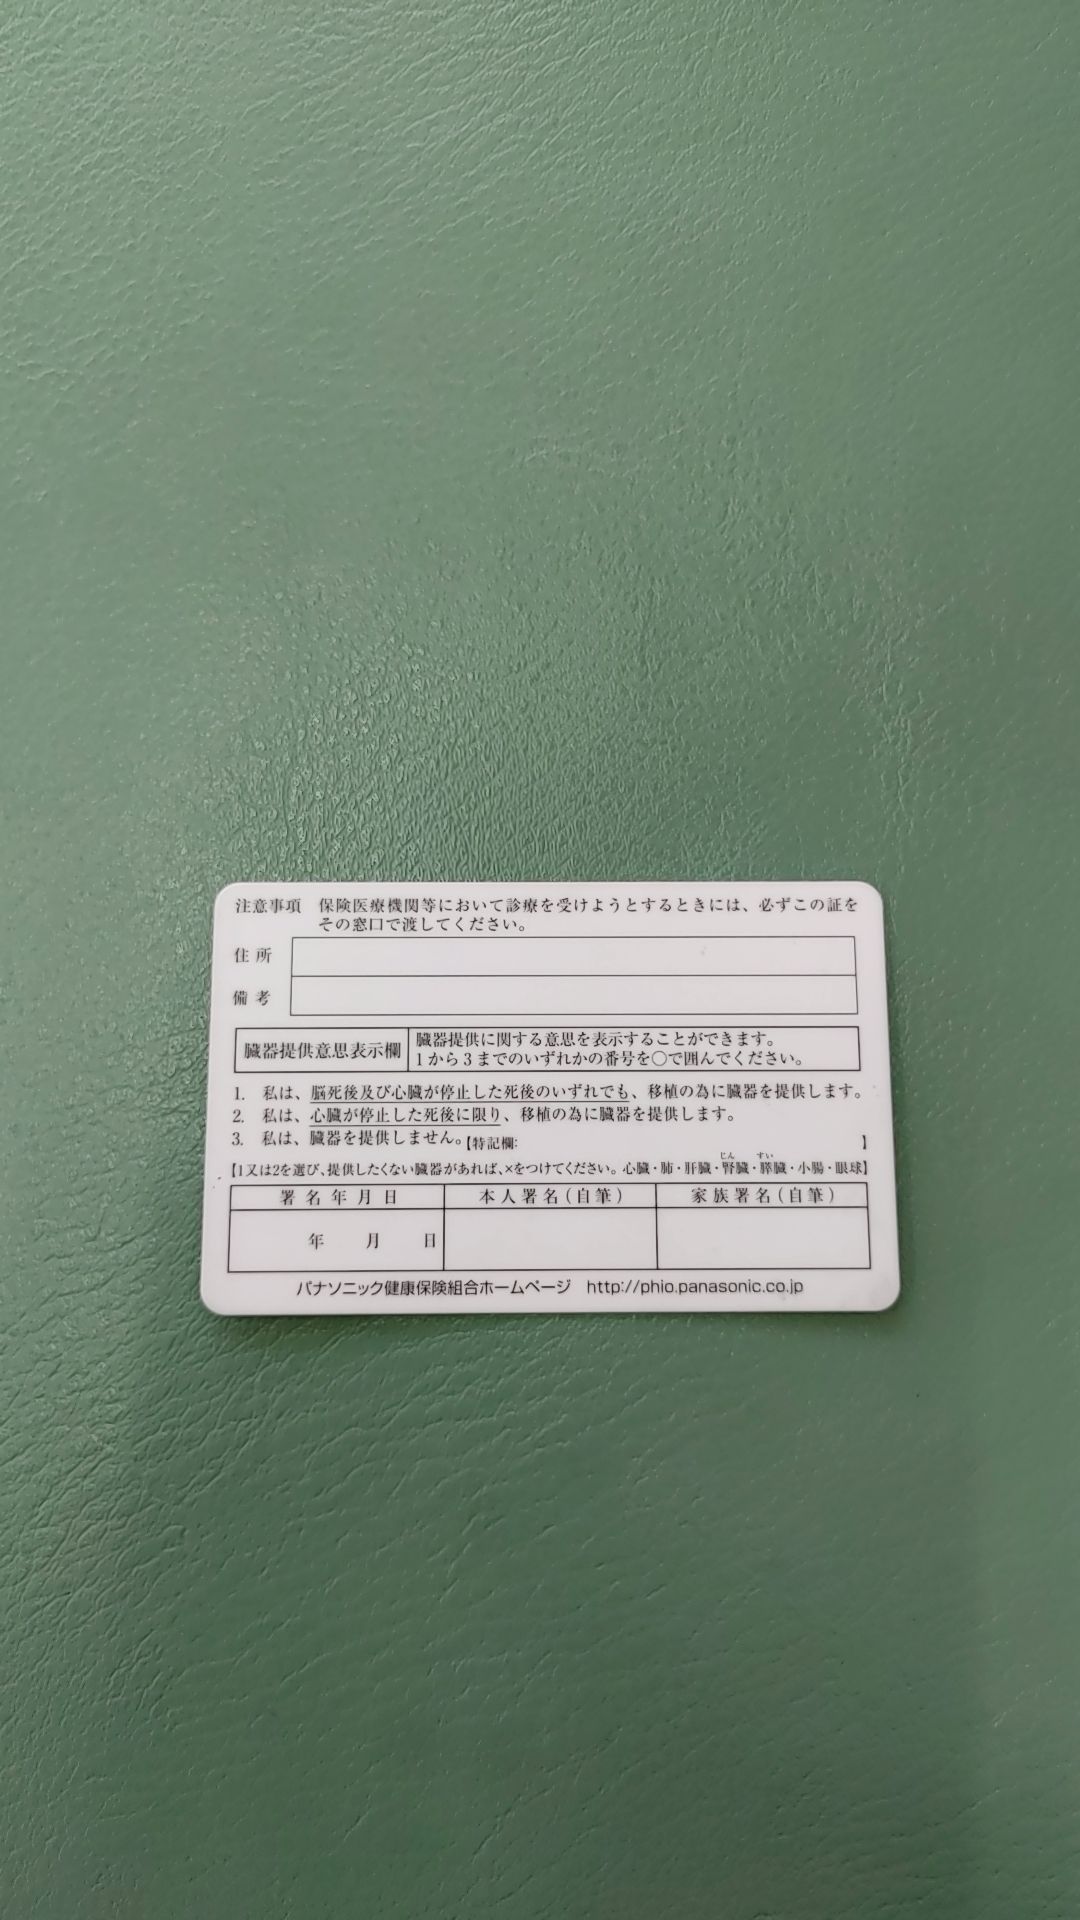 注意事項 保険医療機関等において診療を受けようとするときには、必ずこの証を
その窓口で渡してください。
住所
備考
臓器提供意思表示欄
臓器提供に関する意思を表示することができます。
1から3までのいずれかの番号を〇で囲んでください。
1. 私は、脳死後及び心臓が停止した死後のいずれでも、移植の為に臓器を提供します。
2. 私は、心臓が停止した死後に限り、移植の為に臓器を提供します。
3. 私は、臓器を提供しません。【特記欄: 】
じん すい
【1又は2を選び、提供したくない臓器があれば、×をつけてください。心臓・肺・肝臓・腎臓・膵臓・小腸・眼球】
署名年月日 本人署名(自筆) 家族署名(自筆)
年 月 日
パナソニック健康保険組合ホームページ http://phio.panasonic.co.jp